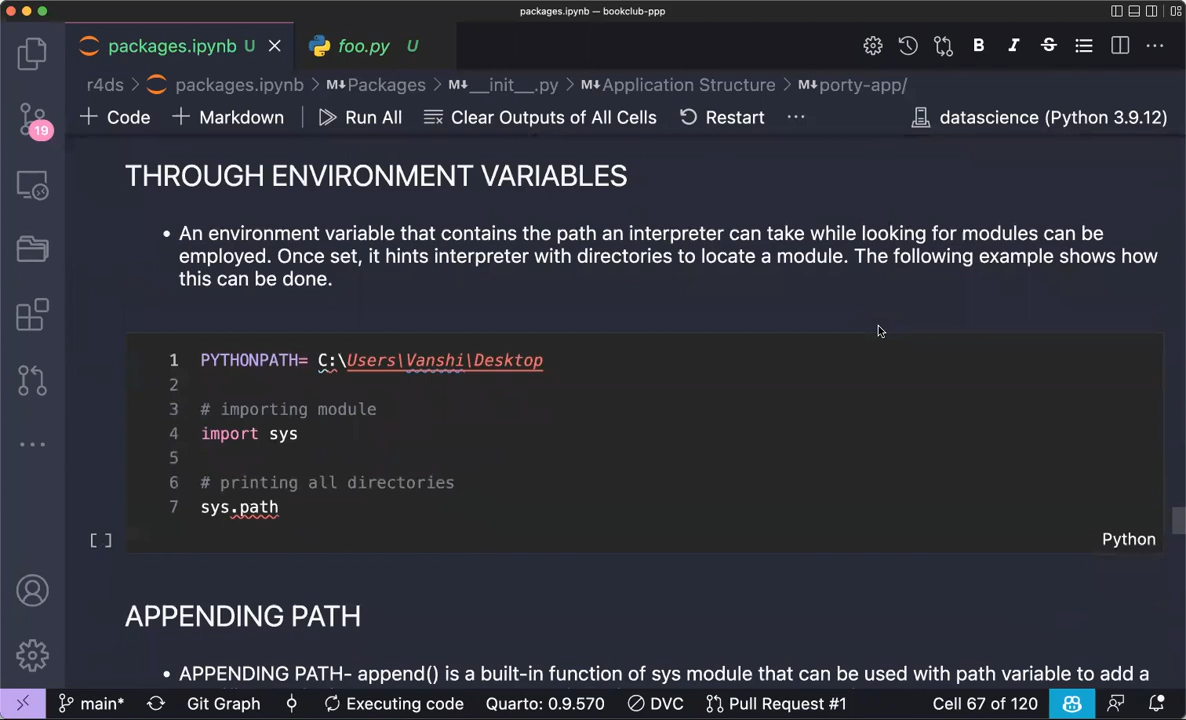 packages.ipynb — bookclub-ppp
packages.ipynb U
foo.py U
r4ds > packages.ipynb > M↓Packages > M↓__init__.py > M↓Application Structure > M↓porty-app/
+ Code + Markdown Run All Clear Outputs of All Cells Restart ... datascience (Python 3.9.12)
19
THROUGH ENVIRONMENT VARIABLES
• An environment variable that contains the path an interpreter can take while looking for modules can be
employed. Once set, it hints interpreter with directories to locate a module. The following example shows how
this can be done.
1 PYTHONPATH= C:\Users\Vanshi\Desktop
2
3 # importing module
4 import sys
5
6 # printing all directories
7 sys.path
[ ]
Python
APPENDING PATH
• APPENDING PATH- append() is a built-in function of sys module that can be used with path variable to add a
main* Git Graph Executing code Quarto: 0.9.570 DVC Pull Request #1 Cell 67 of 120